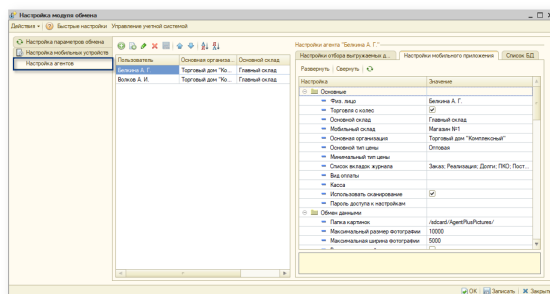 Настройка модуля обмена
Действия Быстрые настройки Управление учетной системой
Настройка параметров обмена
Настройка мобильных устройств
Настройка агентов
Пользователь Основная организа... Основной склад
Белкина А. Г. Торговый дом "Ко... Главный склад
Волков А. И. Торговый дом "Ко... Главный склад
Настройки агента "Белкина А. Г."
Настройки отбора выгружаемых д... Настройки мобильного приложения Список БД
Развернуть Свернуть
Настройка Значение
Основные
Физ. лицо Белкина А. Г.
Торговля с колес
Основной склад Главный склад
Мобильный склад Магазин №1
Основная организация Торговый дом "Комплексный"
Основной тип цены Оптовая
Минимальный тип цены
Список вкладок журнала Заказ; Реализация; Долги; ПКО; Пост...
Вид оплаты
Касса
Использовать сканирование
Пароль доступа к настройкам
Обмен данными
Папка картинок /sdcard/AgentPlusPictures/
Максимальный размер фотографии 10000
Максимальная ширина фотографии 5000
OK Записать Закрыть